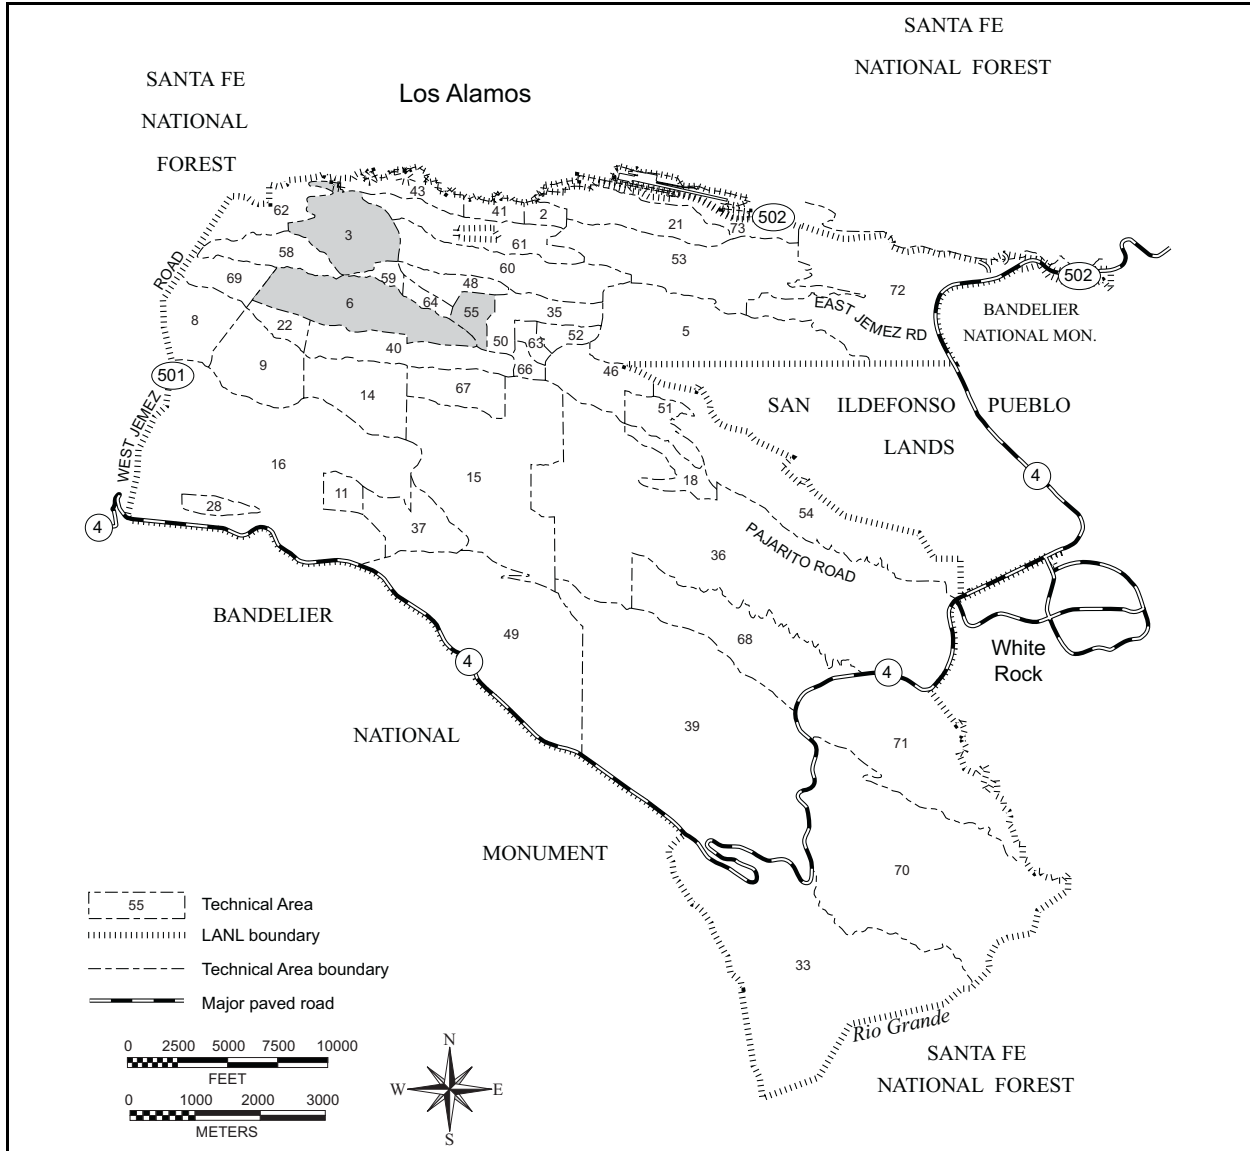 SANTA FE
NATIONAL FOREST
SANTA FE
NATIONAL
FOREST
Los Alamos
43
62
41
2
21
73
502
3
61
58
60
53
59
48
69
6
64
55
72
502
8
22
35
EAST JEMEZ RD
BANDELIER
NATIONAL MON.
40
50
63
52
5
9
66
46
501
14
67
ROAD
WEST JEMEZ
51
SAN ILDEFONSO PUEBLO
LANDS
16
15
18
4
11
28
37
54
4
36
PAJARITO ROAD
BANDELIER
49
68
White
Rock
4
4
NATIONAL
39
71
MONUMENT
70
33
Rio Grande
SANTA FE
NATIONAL FOREST
55 Technical Area
LANL boundary
Technical Area boundary
Major paved road
0 2500 5000 7500 10000
FEET
0 1000 2000 3000
METERS
N
W E
S